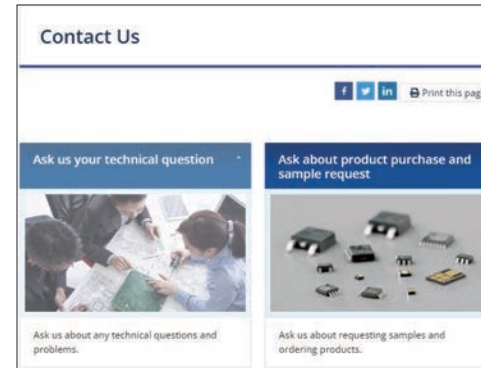 Contact Us
f in Print this pag
Ask us your technical question
Ask about product purchase and
sample request
Ask us about any technical questions and
problems.
Ask us about requesting samples and
ordering products.